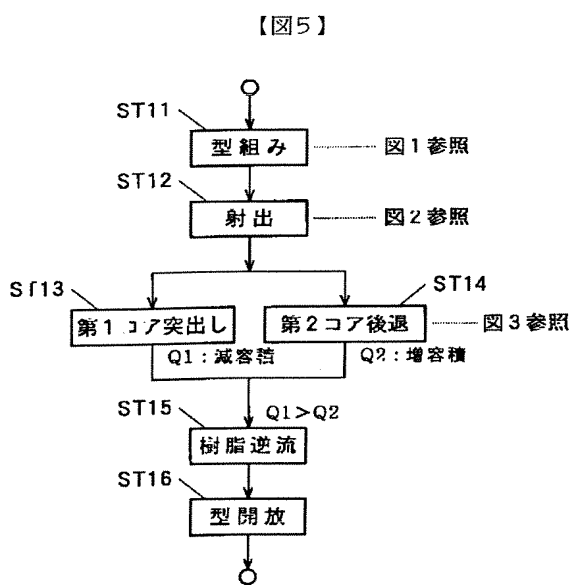 【図5】
ST11
型組み
図1参照
ST12
射出
図2参照
ST13
ST14
第1コア突出し
第2コア後退
図3参照
Q1:減容積
Q2:増容積
ST15
Q1>Q2
樹脂逆流
ST16
型開放